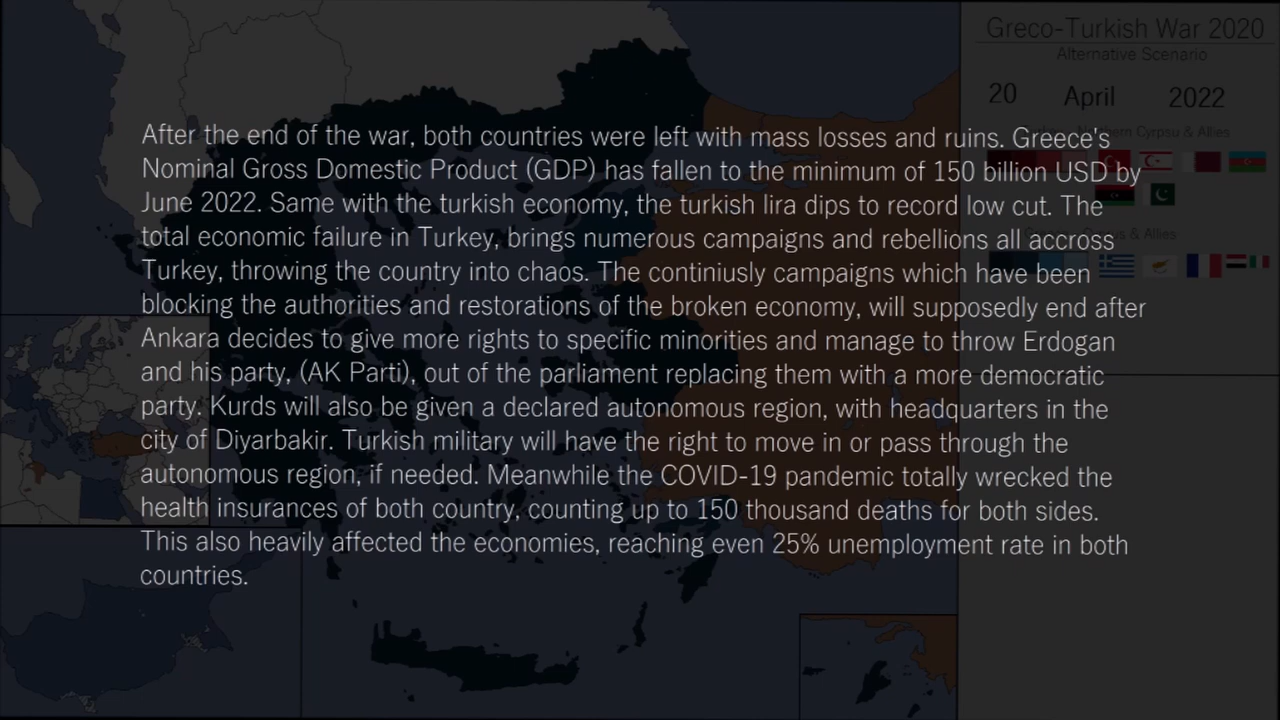 Greco-Turkish War 2020
Alternative Scenario
20 April 2022
Northern Cyrpsu & Allies
& Allies
After the end of the war, both countries were left with mass losses and ruins. Greece's
Nominal Gross Domestic Product (GDP) has fallen to the minimum of 150 billion USD by
June 2022. Same with the turkish economy, the turkish lira dips to record low cut. The
total economic failure in Turkey, brings numerous campaigns and rebellions all accross
Turkey, throwing the country into chaos. The continiusly campaigns which have been
blocking the authorities and restorations of the broken economy, will supposedly end after
Ankara decides to give more rights to specific minorities and manage to throw Erdogan
and his party, (AK Parti), out of the parliament replacing them with a more democratic
party. Kurds will also be given a declared autonomous region, with headquarters in the
city of Diyarbakir. Turkish military will have the right to move in or pass through the
autonomous region, if needed. Meanwhile the COVID-19 pandemic totally wrecked the
health insurances of both country, counting up to 150 thousand deaths for both sides.
This also heavily affected the economies, reaching even 25% unemployment rate in both
countries.